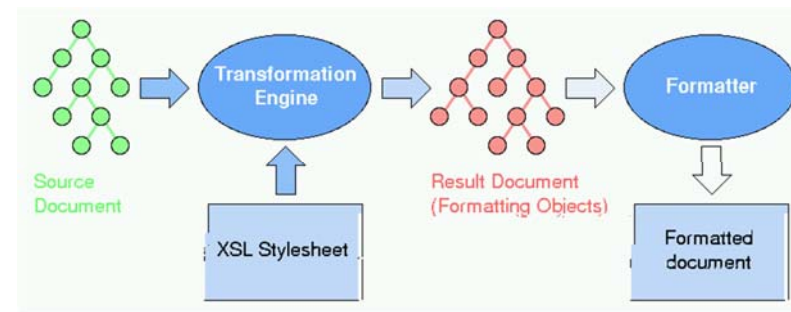 Transformation
Engine
Formatter
Source
Document
Result Document
(Formatting Objects)
XSL Stylesheet
Formatted
document